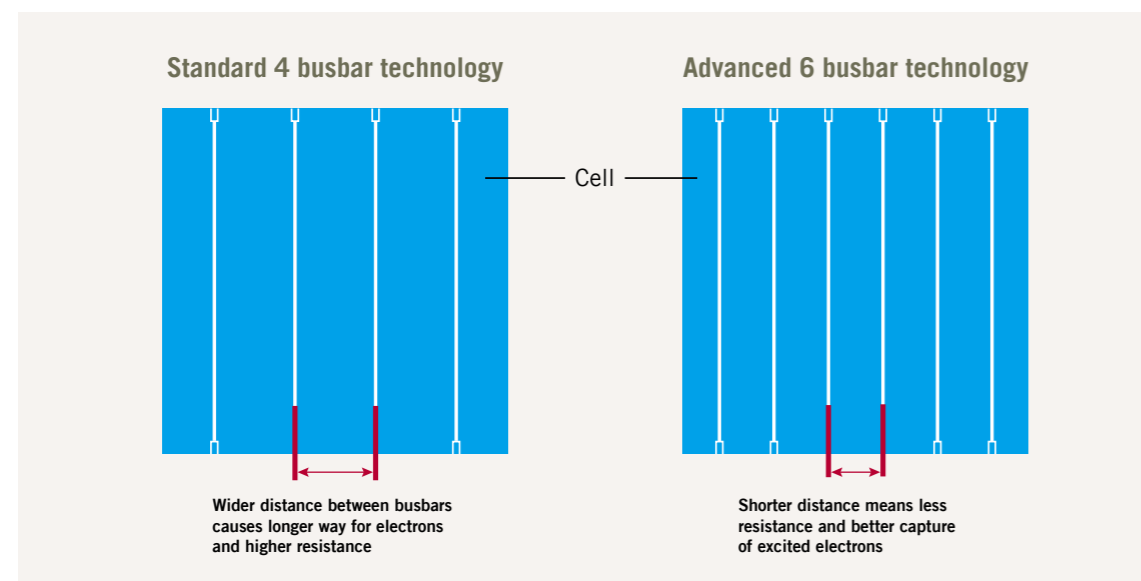 Standard 4 busbar technology
Advanced 6 busbar technology
Cell
Wider distance between busbars
causes longer way for electrons
and higher resistance
Shorter distance means less
resistance and better capture
of excited electrons